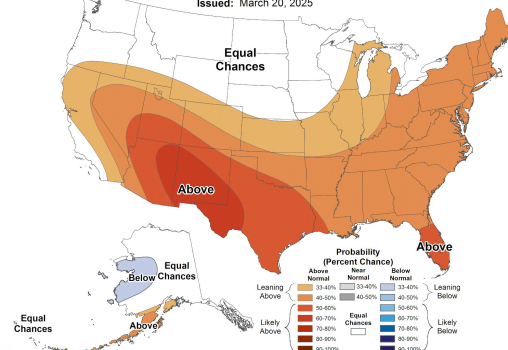 Issued: March 20, 2025
Equal
Chances
Above
Above
Below
Equal
Chances
Above
Equal
Chances
Probability
(Percent Chance)
Above
Normal
Near
Normal
Below
Normal
Leaning
Above
33-40%
40-50%
33-40%
40-50%
33-40%
40-50%
Leaning
Below
Likely
Above
50-60%
60-70%
70-80%
80-90%
90-100%
Equal
Chances
50-60%
60-70%
70-80%
80-90%
90-100%
Likely
Below